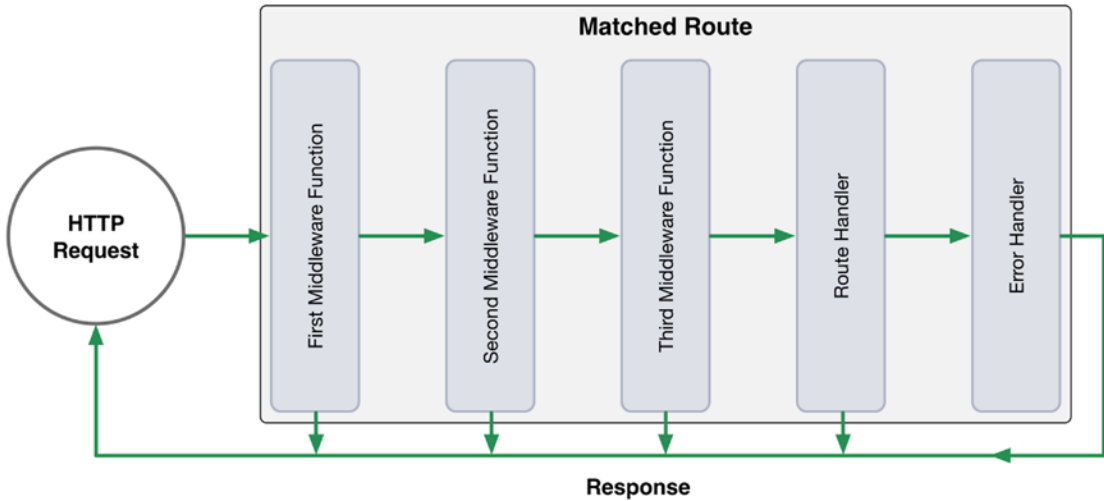 Matched Route
HTTP
Request
First Middleware Function
Second Middleware Function
Third Middleware Function
Route Handler
Error Handler
Response